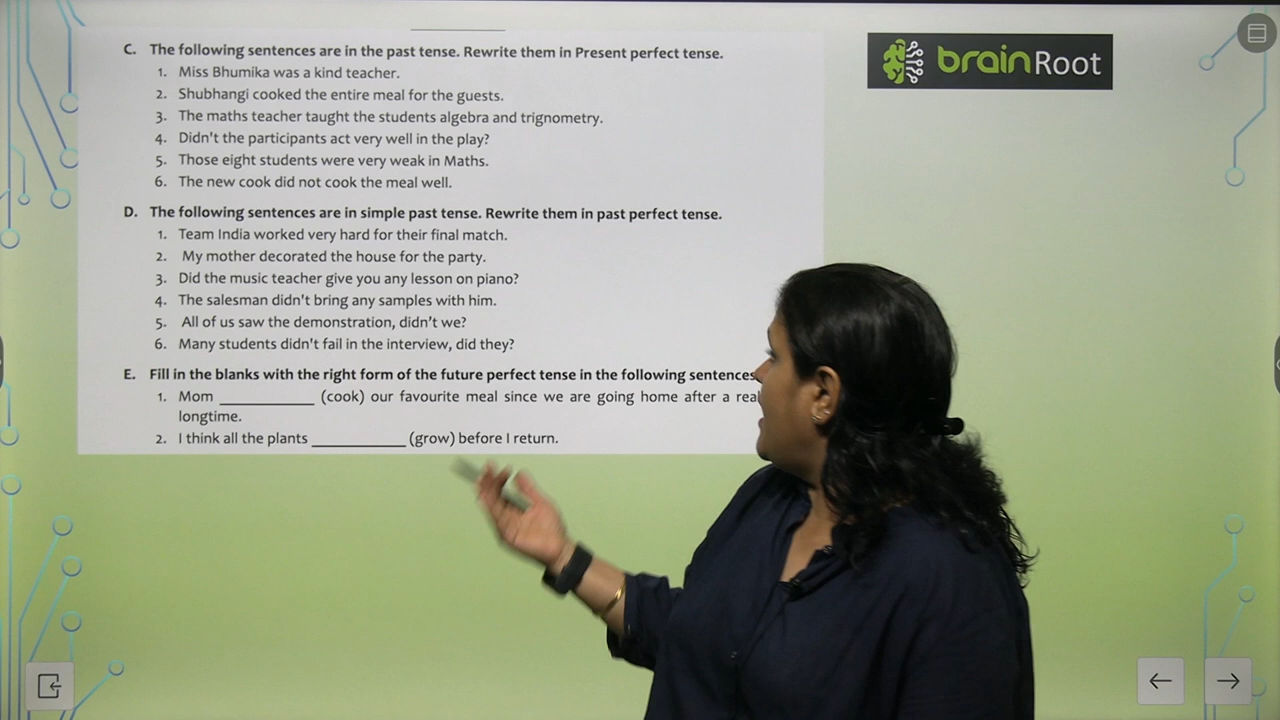 brainRoot
C. The following sentences are in the past tense. Rewrite them in Present perfect tense.
1. Miss Bhumika was a kind teacher.
2. Shubhangi cooked the entire meal for the guests.
3. The maths teacher taught the students algebra and trignometry.
4. Didn't the participants act very well in the play?
5. Those eight students were very weak in Maths.
6. The new cook did not cook the meal well.
D. The following sentences are in simple past tense. Rewrite them in past perfect tense.
1. Team India worked very hard for their final match.
2. My mother decorated the house for the party.
3. Did the music teacher give you any lesson on piano?
4. The salesman didn't bring any samples with him.
5. All of us saw the demonstration, didn't we?
6. Many students didn't fail in the interview, did they?
E. Fill in the blanks with the right form of the future perfect tense in the following sentences
1. Mom ____________ (cook) our favourite meal since we are going home after a real
longtime.
2. I think all the plants ____________ (grow) before I return.